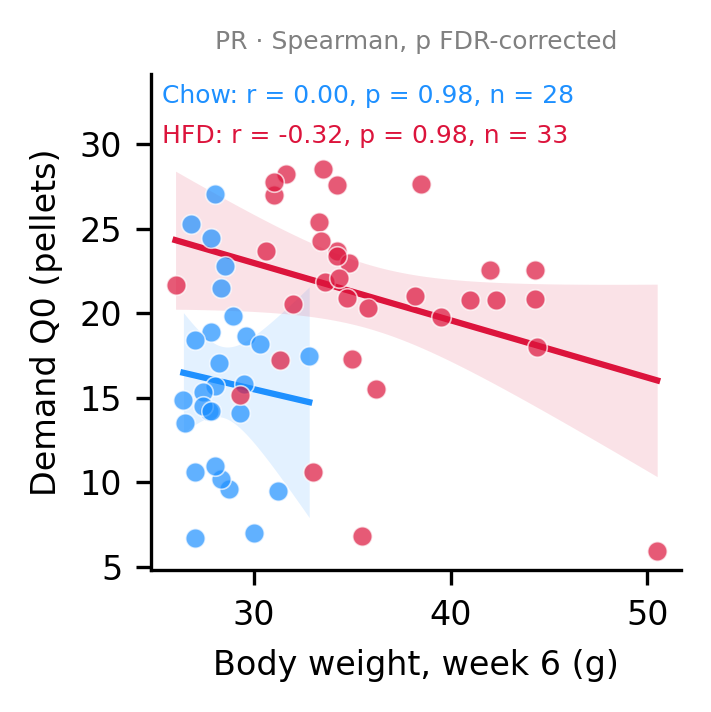 PR · Spearman, p FDR-corrected
Chow: r = 0.00, p = 0.98, n = 28
HFD: r = -0.32, p = 0.98, n = 33
Demand Q0 (pellets)
30
25
20
15
10
5
30 40 50
Body weight, week 6 (g)